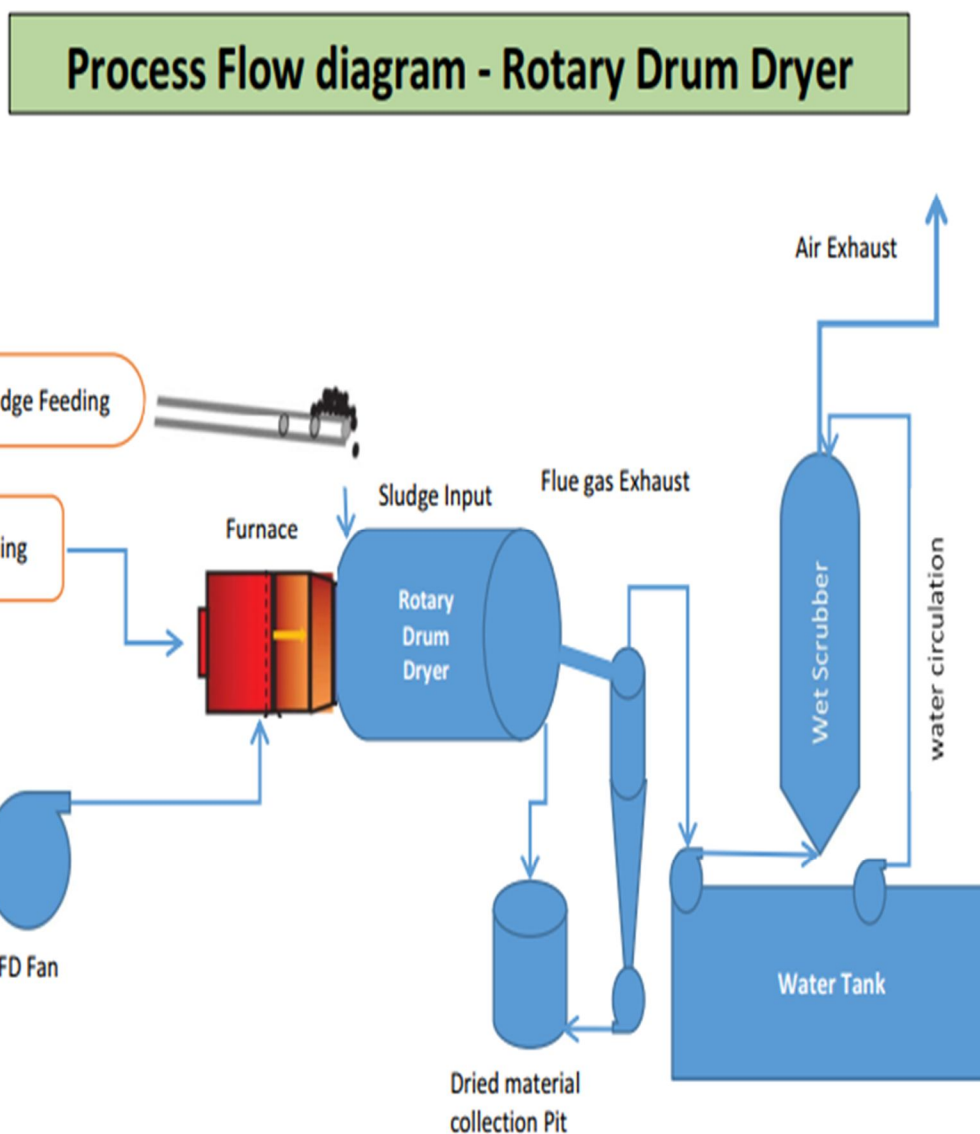 Process Flow diagram - Rotary Drum Dryer
Air Exhaust
dge Feeding
Sludge Input
Flue gas Exhaust
Furnace
ing
Rotary
Drum
Dryer
Wet Scrubber
water circulation
FD Fan
Water Tank
Dried material
collection Pit